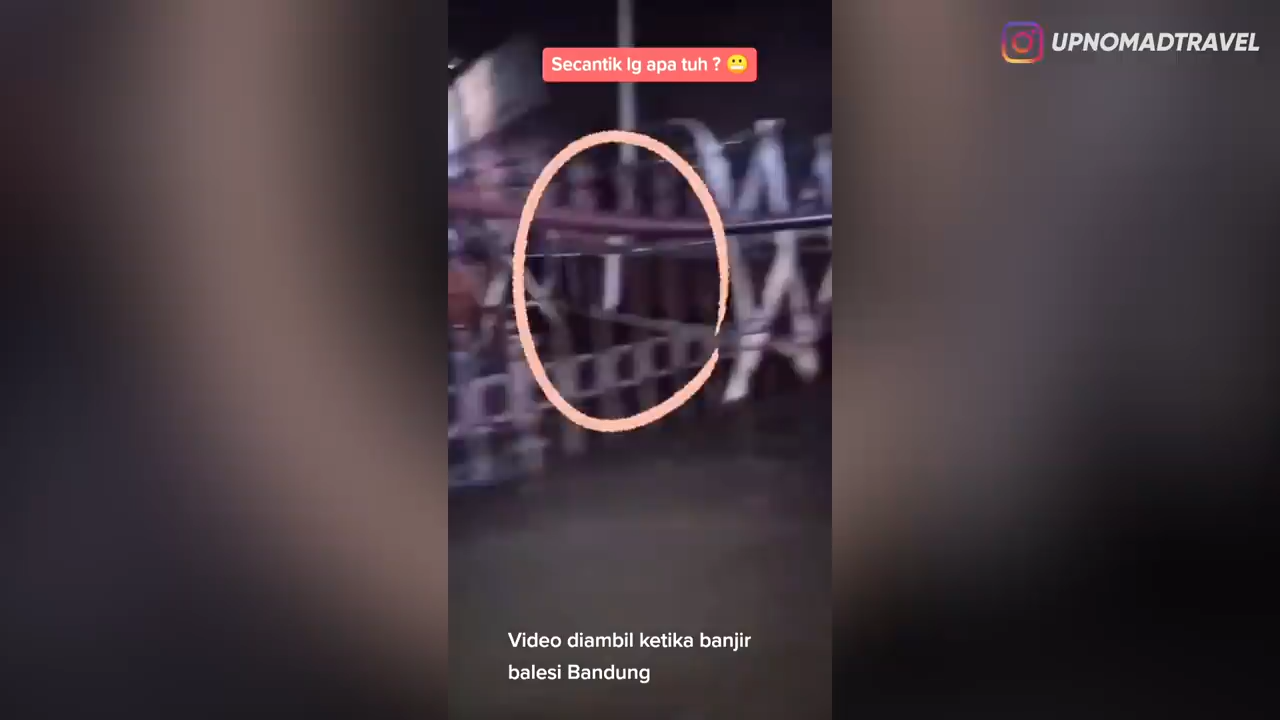 UPNOMADTRAVEL
Secantik lg apa tuh ? 😬
Video diambil ketika banjir
balesi Bandung